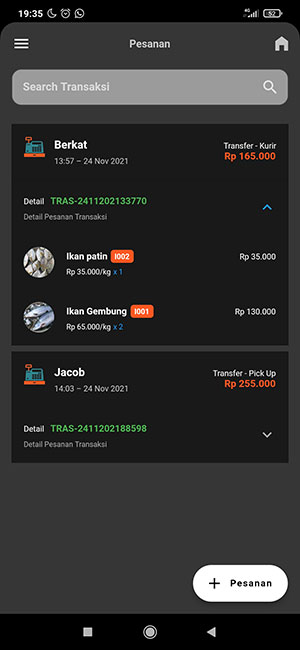 19:35
4G
52
Pesanan
Search Transaksi
Berkat
Transfer - Kurir
13:57 – 24 Nov 2021
Rp 165.000
Detail TRAS-2411202133770
Detail Pesanan Transaksi
Ikan patin I002
Rp 35.000
Rp 35.000/kg x 1
Ikan Gembung I001
Rp 130.000
Rp 65.000/kg x 2
Jacob
Transfer - Pick Up
14:03 – 24 Nov 2021
Rp 255.000
Detail TRAS-2411202188598
Detail Pesanan Transaksi
+ Pesanan